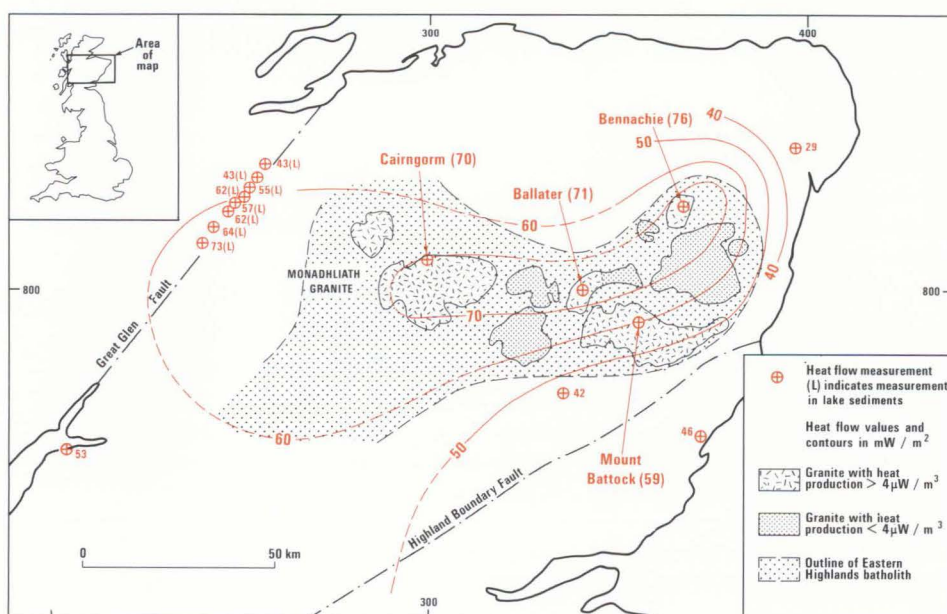 Area
of
map
300
400
40
50
Bennachie (76)
29
Cairngorm (70)
43(L)
43(L)
62(L)
55(L)
57(L)
62(L)
64(L)
73(L)
Ballater (71)
60
40
MONADHLIATH
GRANITE
800
800
70
Great Glen Fault
60
50
42
46
53
Mount
Battock (59)
Highland Boundary Fault
0
50 km
300
Heat flow measurement
(L) indicates measurement
in lake sediments
Heat flow values and
contours in mW / m²
Granite with heat
production > 4μW / m³
Granite with heat
production < 4μW / m³
Outline of Eastern
Highlands batholith